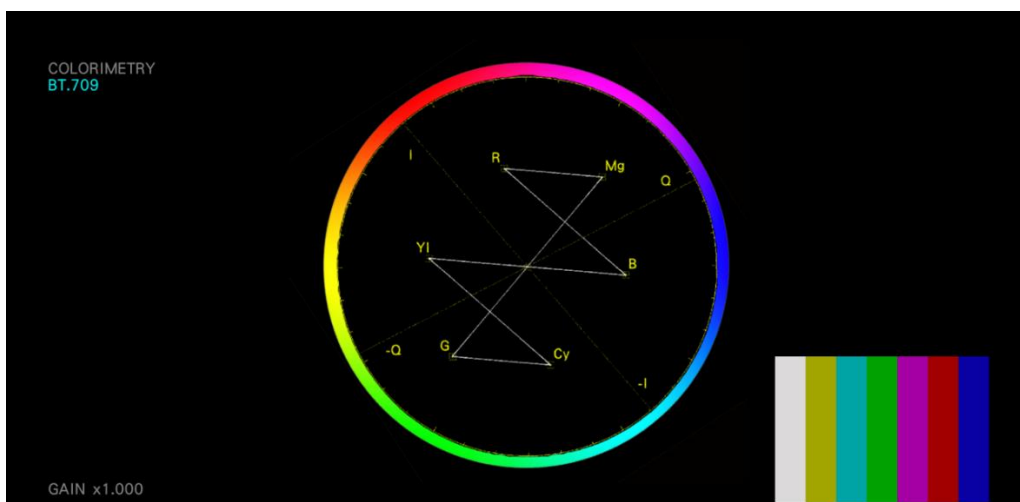 COLORIMETRY
BT.709
I
R
Mg
Q
Yl
B
-Q
G
Cy
-I
GAIN x1.000